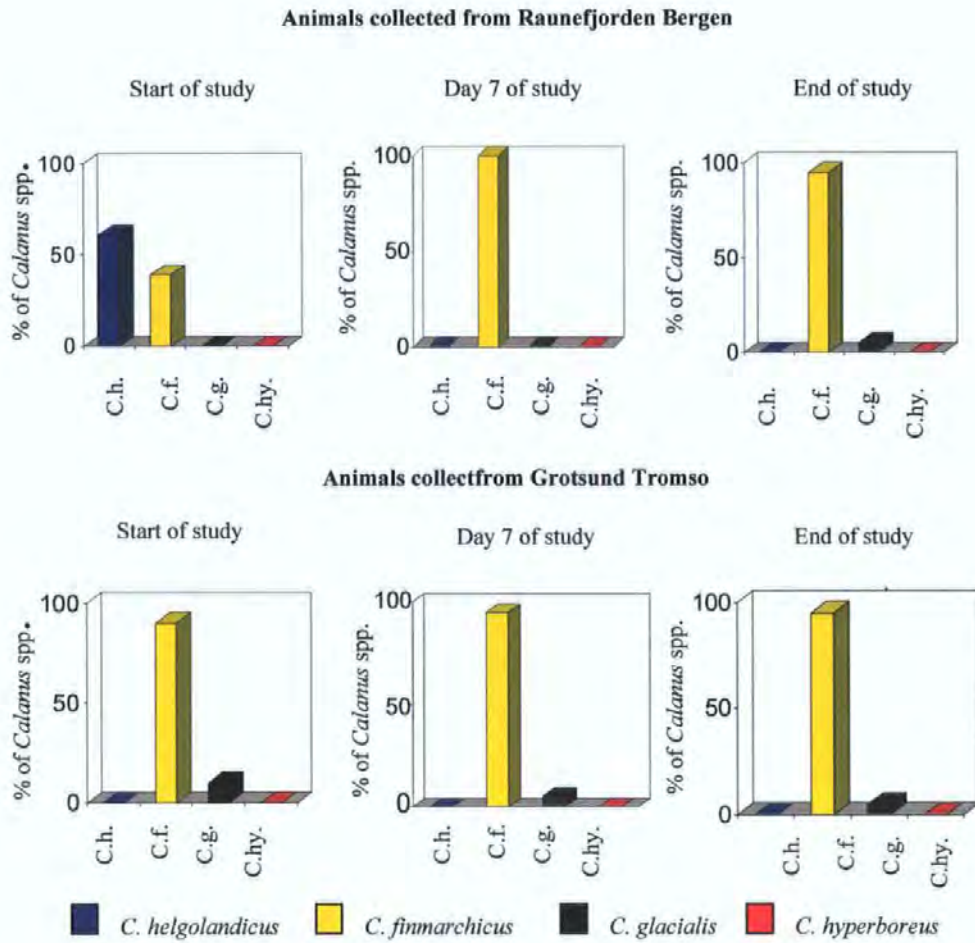 Animals collected from Raunefjorden Bergen
Start of study
Day 7 of study
End of study
% of Calanus spp.
100
50
0
C.h.
C.f.
C.g.
C.hy.
% of Calanus spp.
100
50
0
C.h.
C.f.
C.g.
C.hy.
% of Calanus spp.
100
50
0
C.h.
C.f.
C.g.
C.hy.
Animals collectfrom Grotsund Tromso
Start of study
Day 7 of study
End of study
% of Calanus spp.
100
50
0
C.h.
C.f.
C.g.
C.hy.
% of Calanus spp.
100
50
0
C.h.
C.f.
C.g.
C.hy.
% of Calanus spp.
100
50
0
C.h.
C.f.
C.g.
C.hy.
C. helgolandicus
C. finmarchicus
C. glacialis
C. hyperboreus